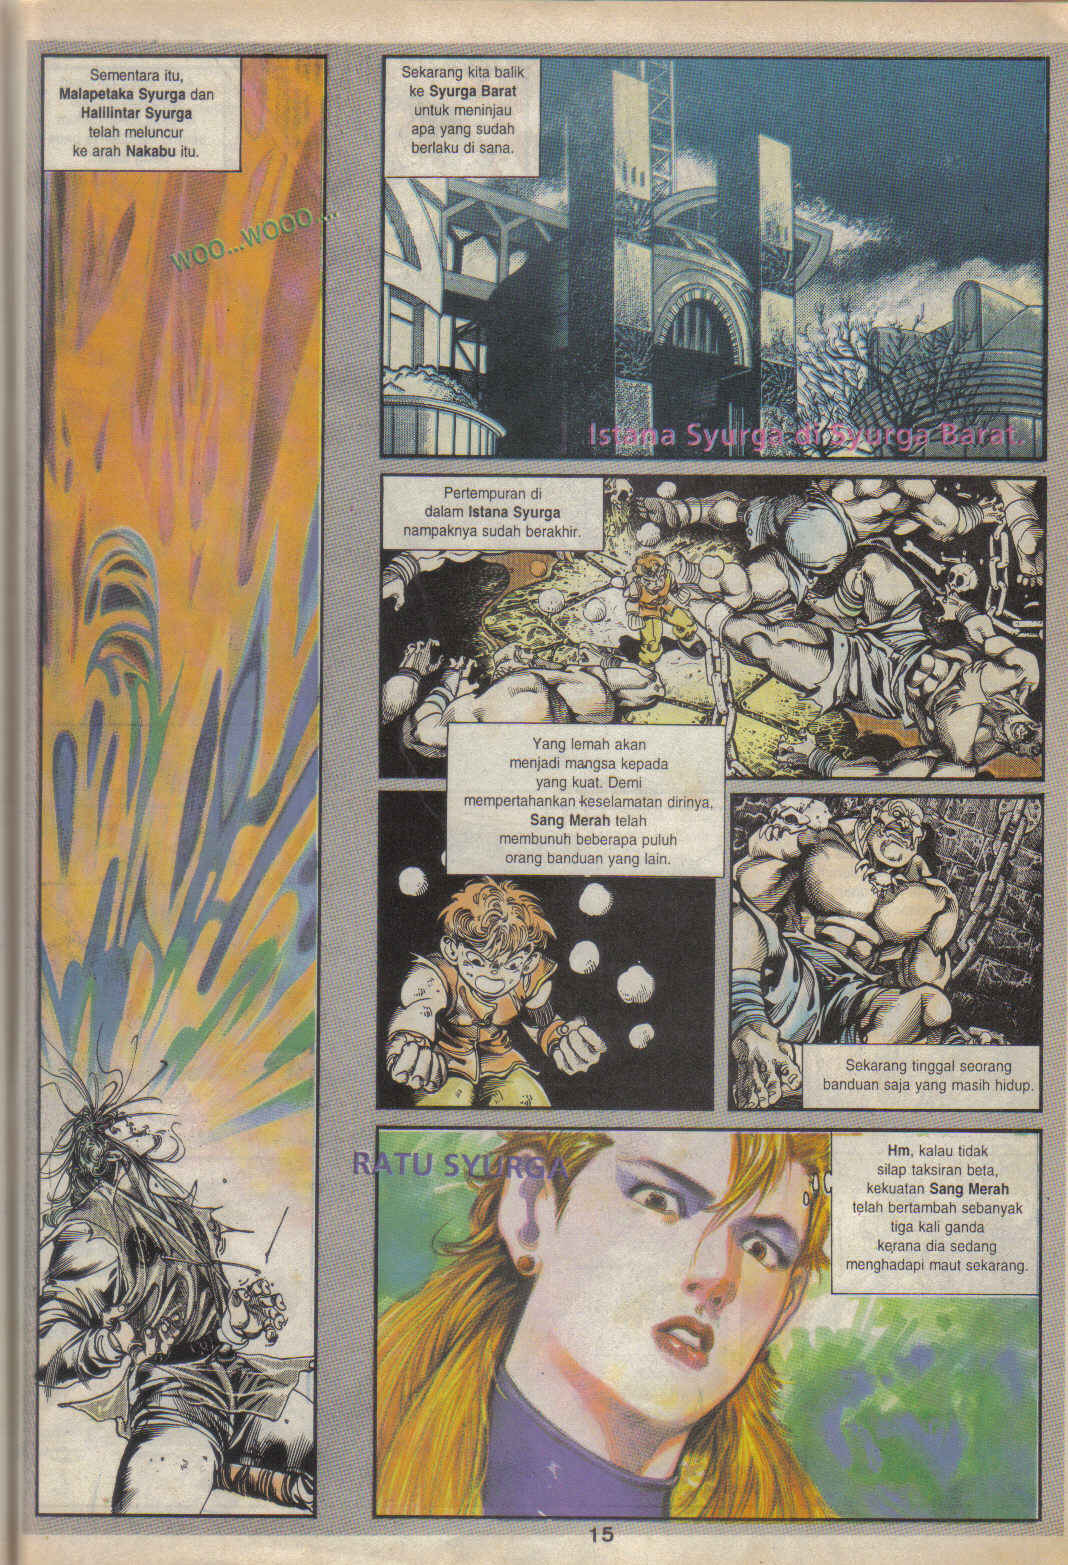 Sementara itu,
Malapetaka Syurga dan
Halilintar Syurga
telah meluncur
ke arah Nakabu itu.
WOO...WOOO....
Sekarang kita balik
ke Syurga Barat
untuk meninjau
apa yang sudah
berlaku di sana.
Istana Syurga di Syurga Barat.
Pertempuran di
dalam Istana Syurga
nampaknya sudah berakhir.
Yang lemah akan
menjadi mangsa kepada
yang kuat. Demi
mempertahankan keselamatan dirinya,
Sang Merah telah
membunuh beberapa puluh
orang banduan yang lain.
Sekarang tinggal seorang
banduan saja yang masih hidup.
RATU SYURGA
Hm, kalau tidak
silap taksiran beta,
kekuatan Sang Merah
telah bertambah sebanyak
tiga kali ganda
kerana dia sedang
menghadapi maut sekarang.
15